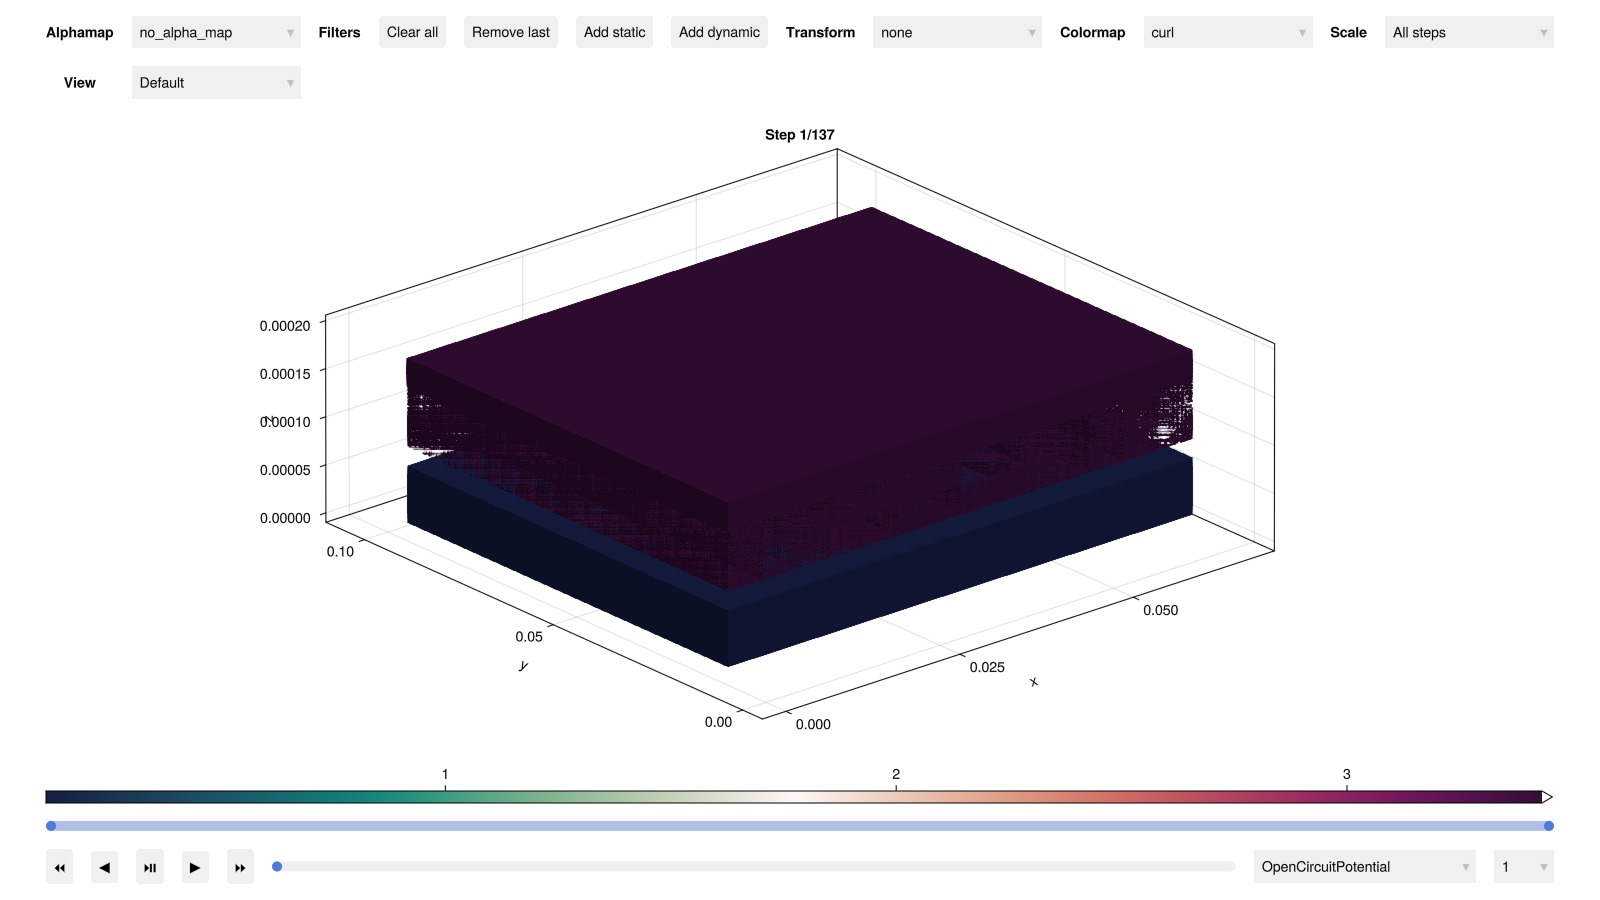 Alphamap no_alpha_map Filters Clear all Remove last Add static Add dynamic Transform none Colormap curl Scale All steps
View Default
Step 1/137
0.00020
0.00015
0.00010
0.00005
0.00000
z
0.10
0.05
0.00
y
0.000
0.025
0.050
x
1 2 3
OpenCircuitPotential 1